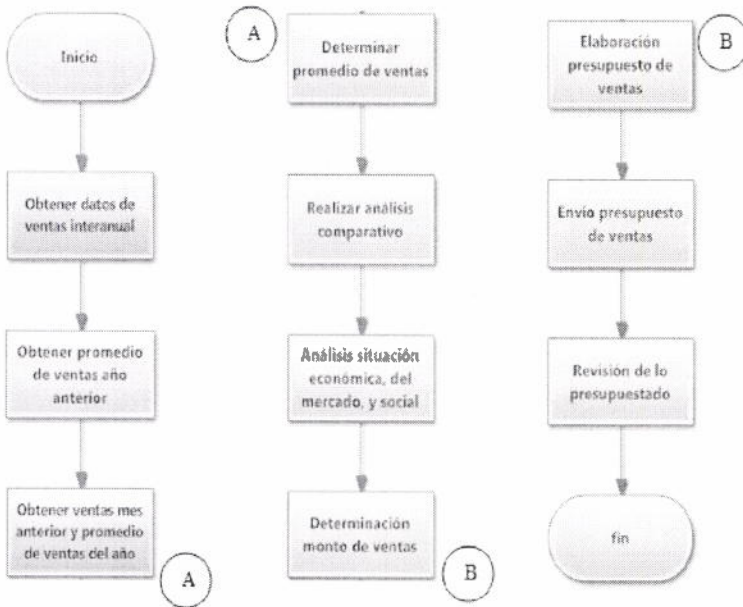 Inicio
Obtener datos de
ventas interanual
Obtener promedio
de ventas año
anterior
Obtener ventas mes
anterior y promedio
de ventas del año
A
A
Determinar
promedio de ventas
Realizar análisis
comparativo
Análisis situación
económica, del
mercado, y social
Determinación
monto de ventas
B
Elaboración
presupuesto de
ventas
B
Envío presupuesto
de ventas
Revisión de lo
presupuestado
fin